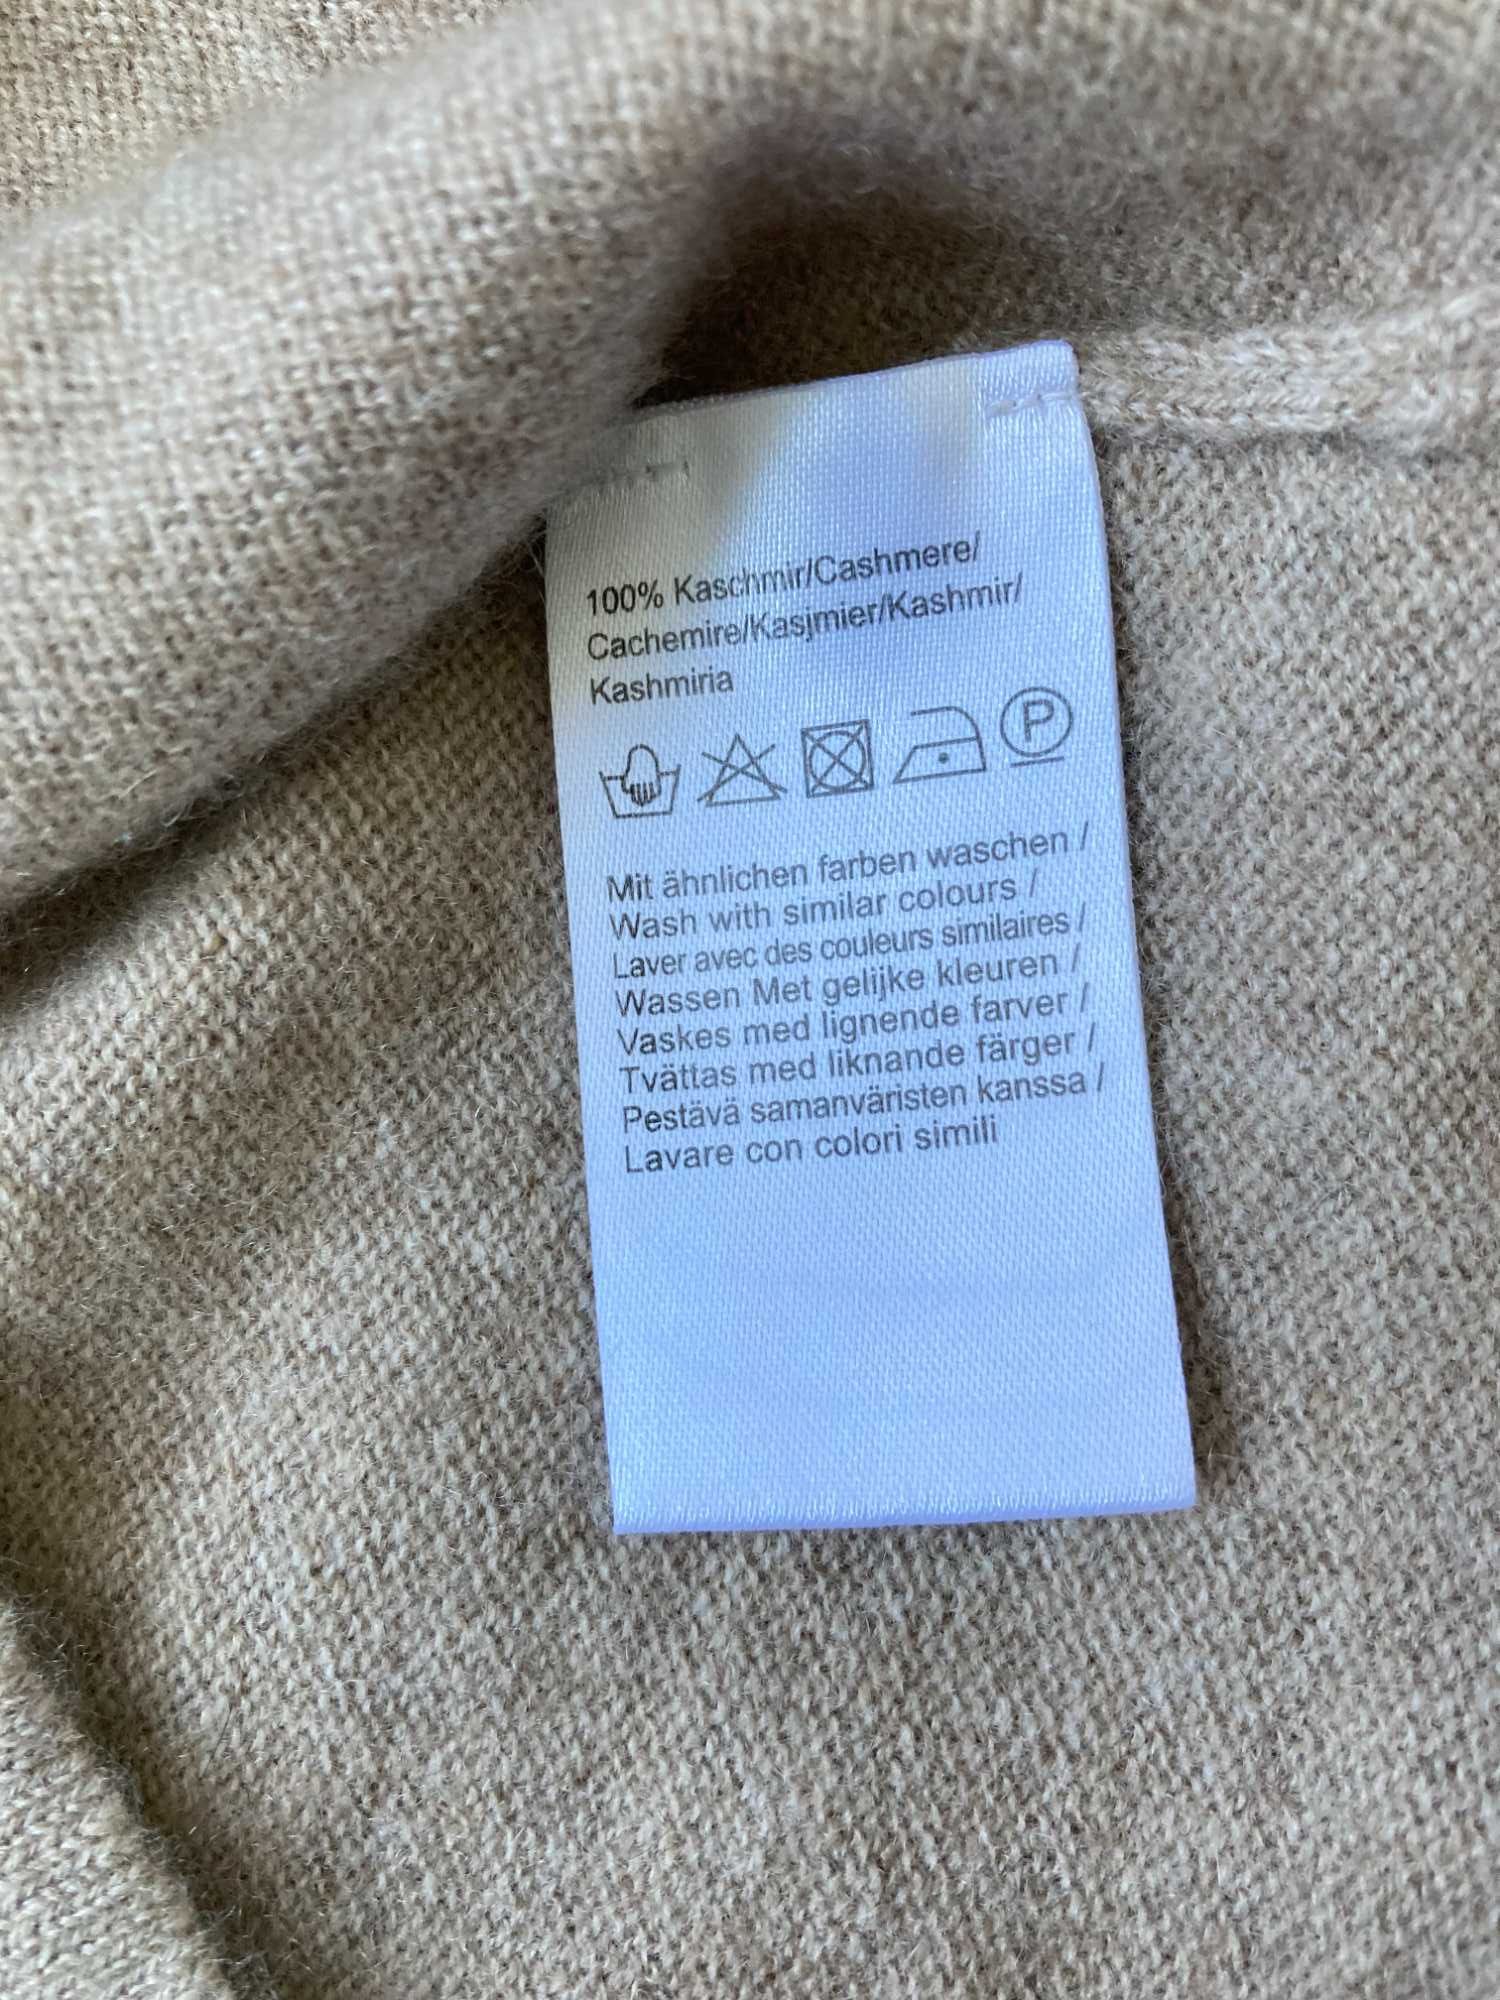 100% Kaschmir/Cashmere/
Cachemire/Kasjmier/Kashmir/
Kashmiria
P
Mit ähnlichen farben waschen /
Wash with similar colours /
Laver avec des couleurs similaires /
Wassen Met gelijke kleuren /
Vaskes med lignende farver /
Tvättas med liknande färger /
Pestävä samanväristen kanssa /
Lavare con colori simili